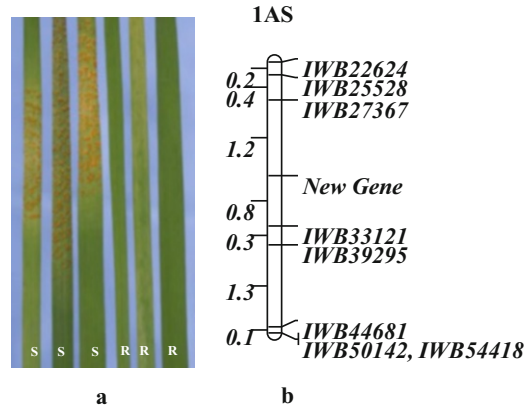 1AS
0.2
0.4
1.2
0.8
0.3
1.3
0.1
IWB22624
IWB25528
IWB27367
New Gene
IWB33121
IWB39295
IWB44681
IWB50142, IWB54418
S S S R R R
a b